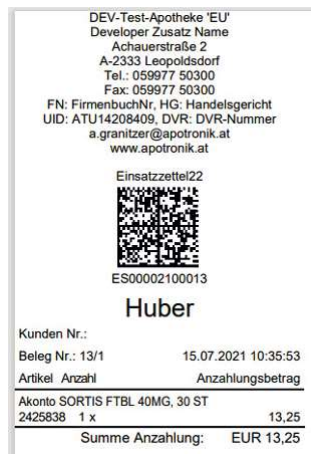 DEV-Test-Apotheke 'EU'
Developer Zusatz Name
Achauerstraße 2
A-2333 Leopoldsdorf
Tel.: 059977 50300
Fax: 059977 50300
FN: FirmenbuchNr, HG: Handelsgericht
UID: ATU14208409, DVR: DVR-Nummer
a.granitzer@apotronik.at
www.apotronik.at
Einsatzzettel22
ES00002100013
Huber
Kunden Nr.:
Beleg Nr.: 13/1 15.07.2021 10:35:53
Artikel Anzahl Anzahlungsbetrag
Akonto SORTIS FTBL 40MG, 30 ST
2425838 1 x 13,25
Summe Anzahlung: EUR 13,25